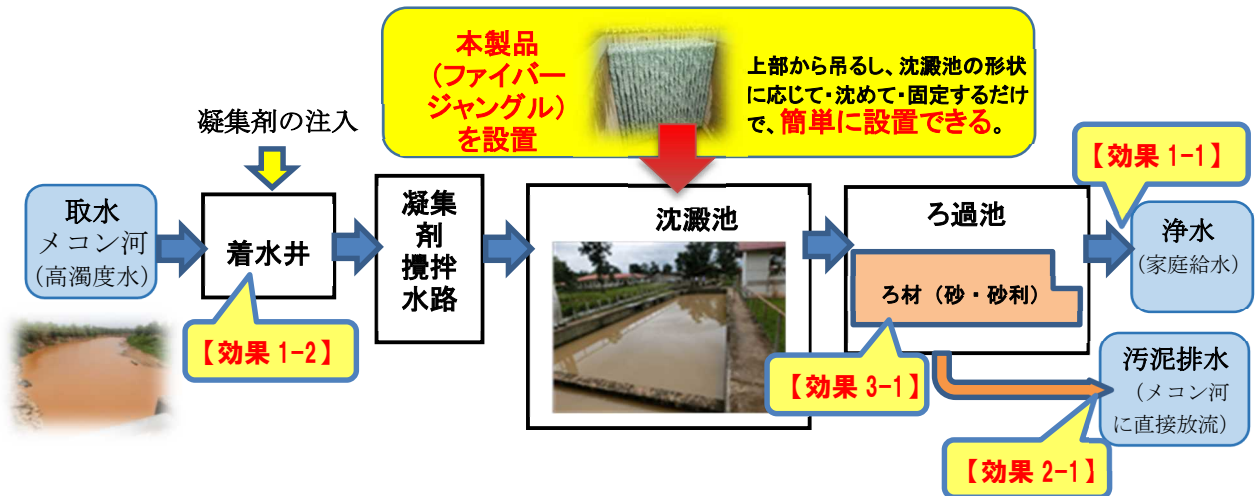 本製品
（ファイバー
ジャングル）
を設置
上部から吊るし、沈澱池の形状
に応じて・沈めて・固定するだけ
で、簡単に設置できる。
凝集剤の注入
【効果 1-1】
取水
メコン河
(高濁度水)
着水井
凝集
剤
攪拌
水路
沈澱池
ろ過池
ろ材（砂・砂利）
浄水
(家庭給水)
【効果 1-2】
【効果 3-1】
汚泥排水
（メコン河
に直接放流）
【効果 2-1】